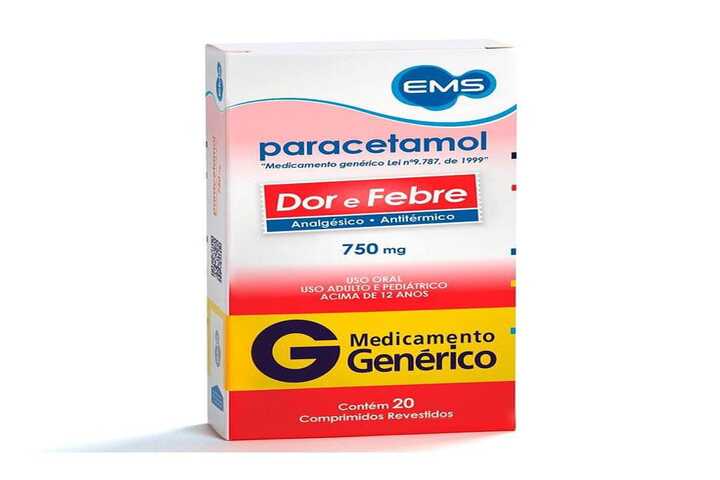 EMS
paracetamol
"Medicamento genérico Lei nº9.787, de 1999"
Dor e Febre
Analgésico • Antitérmico
750 mg
USO ORAL
USO ADULTO E PEDIÁTRICO
ACIMA DE 12 ANOS
G Medicamento
Genérico
Contém 20
Comprimidos Revestidos
paracetamol